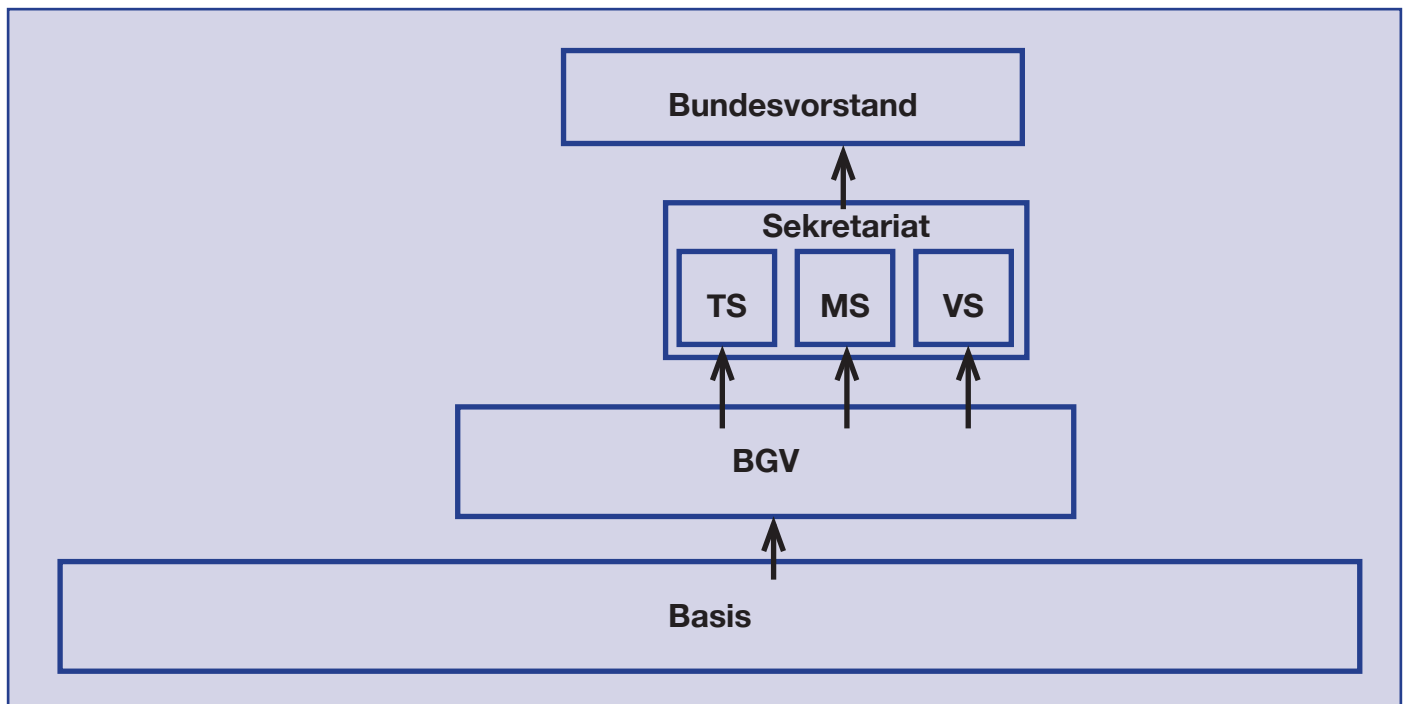 Bundesvorstand
Sekretariat
TS MS VS
BGV
Basis